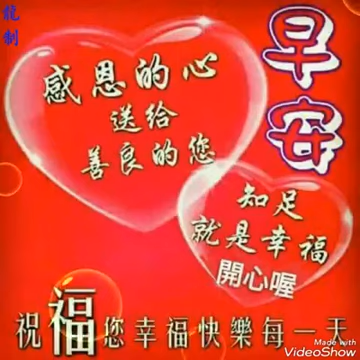 龍制
早安
感恩的心
送給
善良的您
知足
就是幸福
開心喔
祝福您幸福快樂每一天
Made with
VideoShow